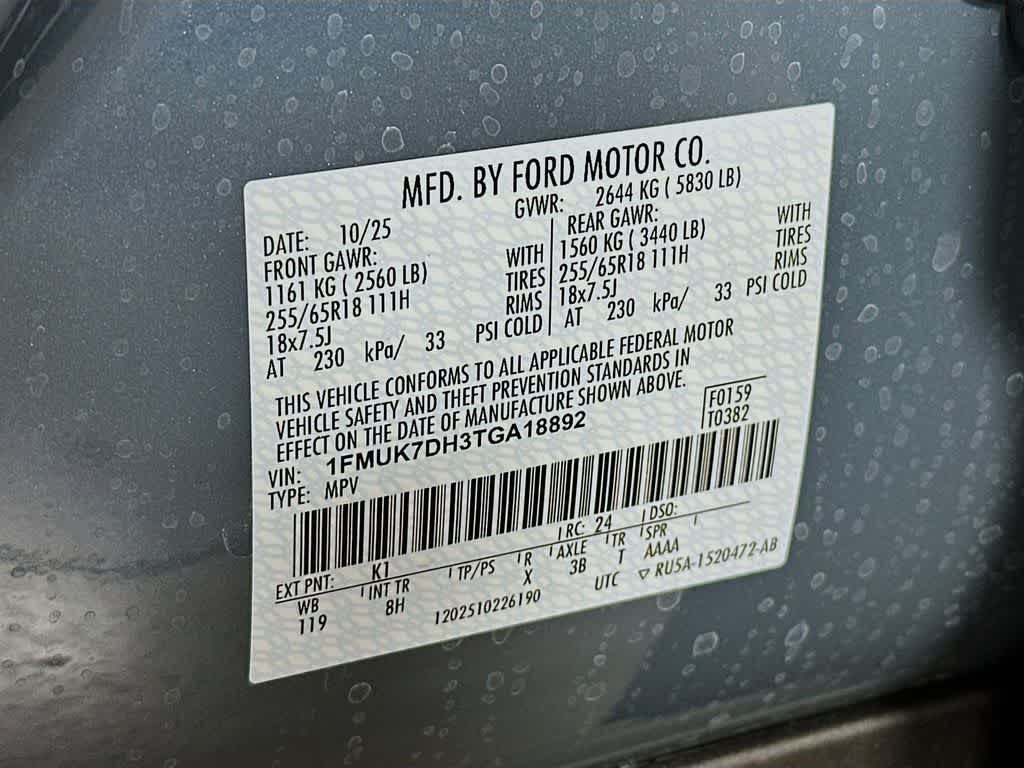 MFD. BY FORD MOTOR CO.
DATE: 10/25 GVWR: 2644 KG ( 5830 LB)
FRONT GAWR: WITH REAR GAWR: WITH
1161 KG ( 2560 LB) TIRES 1560 KG ( 3440 LB) TIRES
255/65R18 111H RIMS 255/65R18 111H RIMS
18x7.5J PSI COLD 18x7.5J PSI COLD
AT 230 kPa/ 33 AT 230 kPa/ 33
THIS VEHICLE CONFORMS TO ALL APPLICABLE FEDERAL MOTOR
VEHICLE SAFETY AND THEFT PREVENTION STANDARDS IN
EFFECT ON THE DATE OF MANUFACTURE SHOWN ABOVE.
F0159
T0382
VIN: 1FMUK7DH3TGA18892
TYPE: MPV
EXT PNT: K1 RC: 24 DSO:
WB INT TR TP/PS R AXLE TR SPR
119 8H X 3B T AAAA
1202510226190 UTC ▽ RU5A-1520472-AB